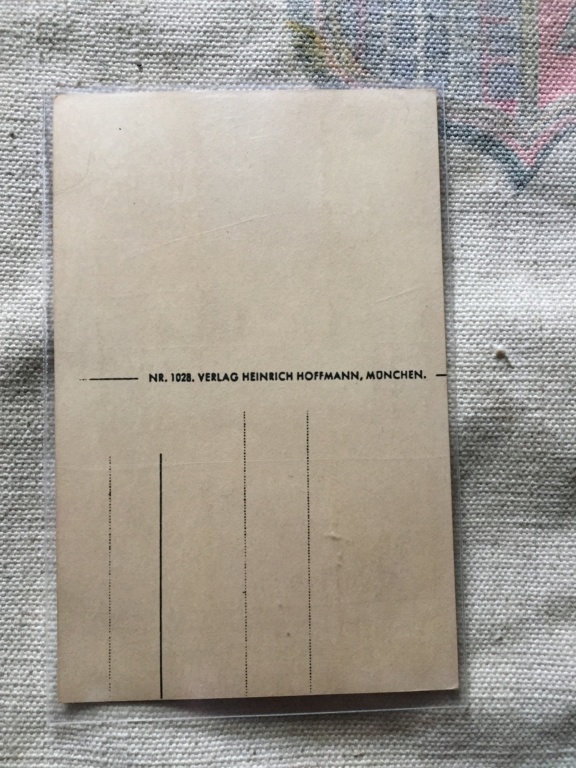 NR. 1028. VERLAG HEINRICH HOFFMANN, MÜNCHEN.